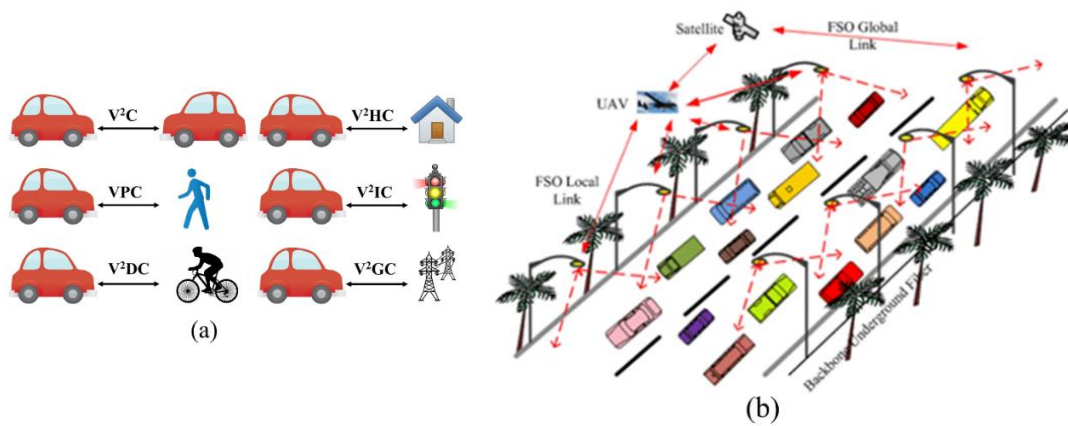 V²C
V²HC
VPC
V²IC
V²DC
V²GC
(a)
Satellite
FSO Global
Link
UAV
FSO Local
Link
Backbone Underground Fiber
(b)